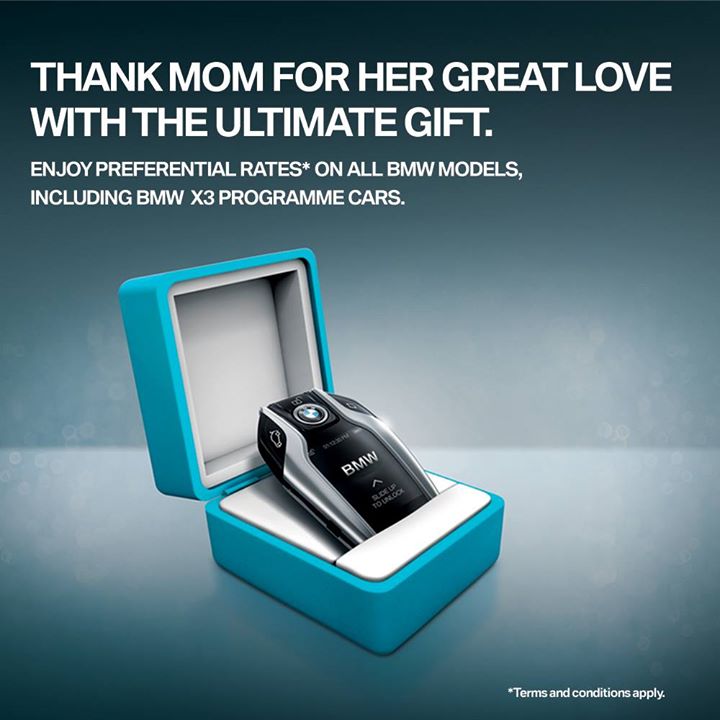 THANK MOM FOR HER GREAT LOVE
WITH THE ULTIMATE GIFT.
ENJOY PREFERENTIAL RATES* ON ALL BMW MODELS,
INCLUDING BMW X3 PROGRAMME CARS.
BMW
SLIDE UP
TO UNLOCK
*Terms and conditions apply.